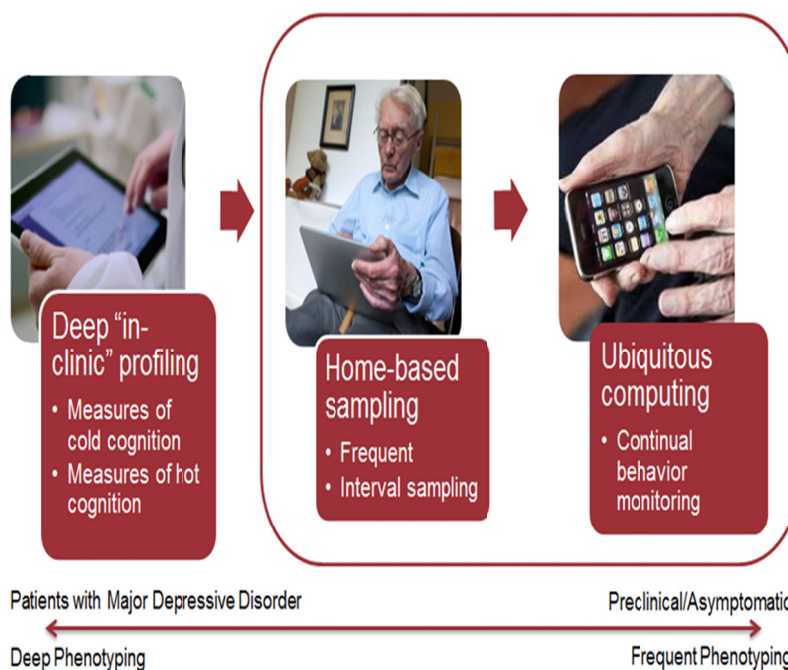 Deep “in-
clinic” profiling
• Measures of
cold cognition
• Measures of hot
cognition
Home-based
sampling
• Frequent
• Interval sampling
Ubiquitous
computing
• Continual
behavior
monitoring
Patients with Major Depressive Disorder
Preclinical/Asymptomatic
Deep Phenotyping
Frequent Phenotyping